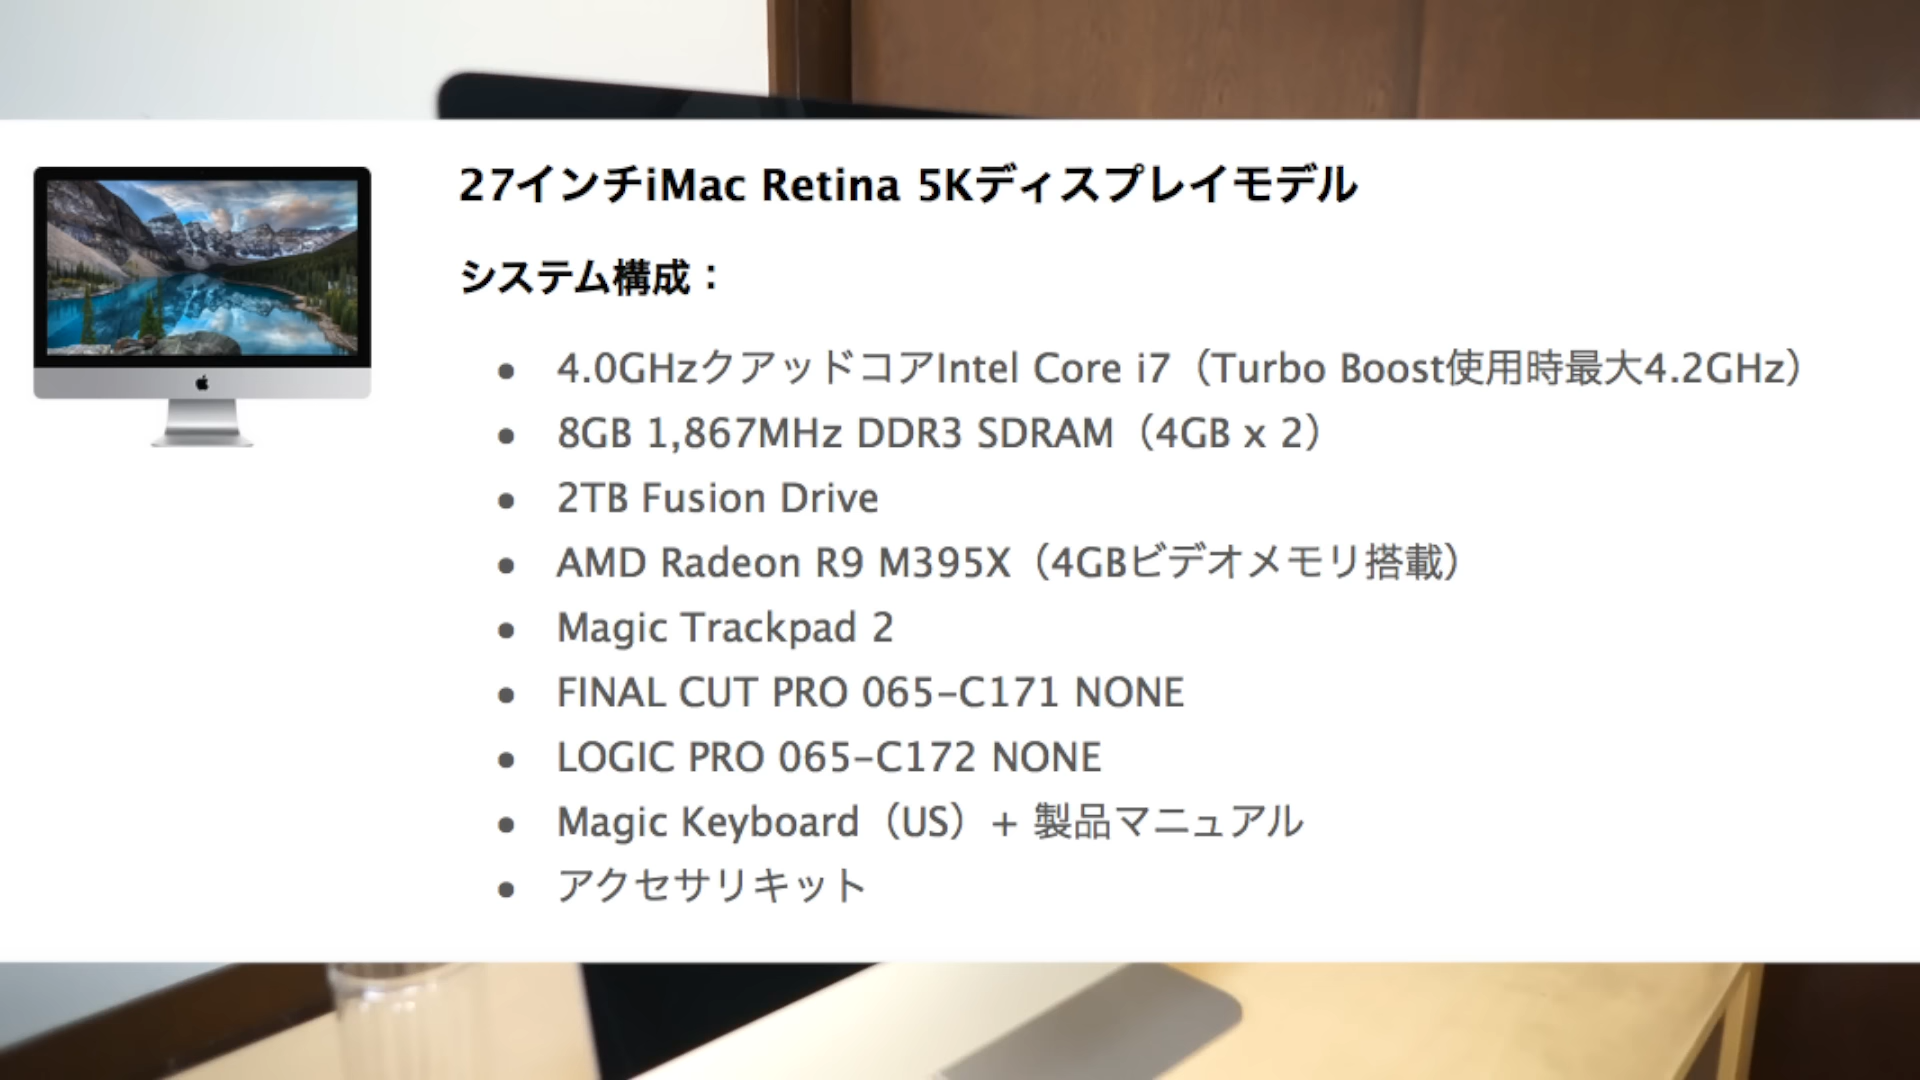 27インチiMac Retina 5Kディスプレイモデル
システム構成：
4.0GHzクアッドコアIntel Core i7（Turbo Boost使用時最大4.2GHz）
8GB 1,867MHz DDR3 SDRAM（4GB x 2）
2TB Fusion Drive
AMD Radeon R9 M395X（4GBビデオメモリ搭載）
Magic Trackpad 2
FINAL CUT PRO 065-C171 NONE
LOGIC PRO 065-C172 NONE
Magic Keyboard（US）+ 製品マニュアル
アクセサリキット